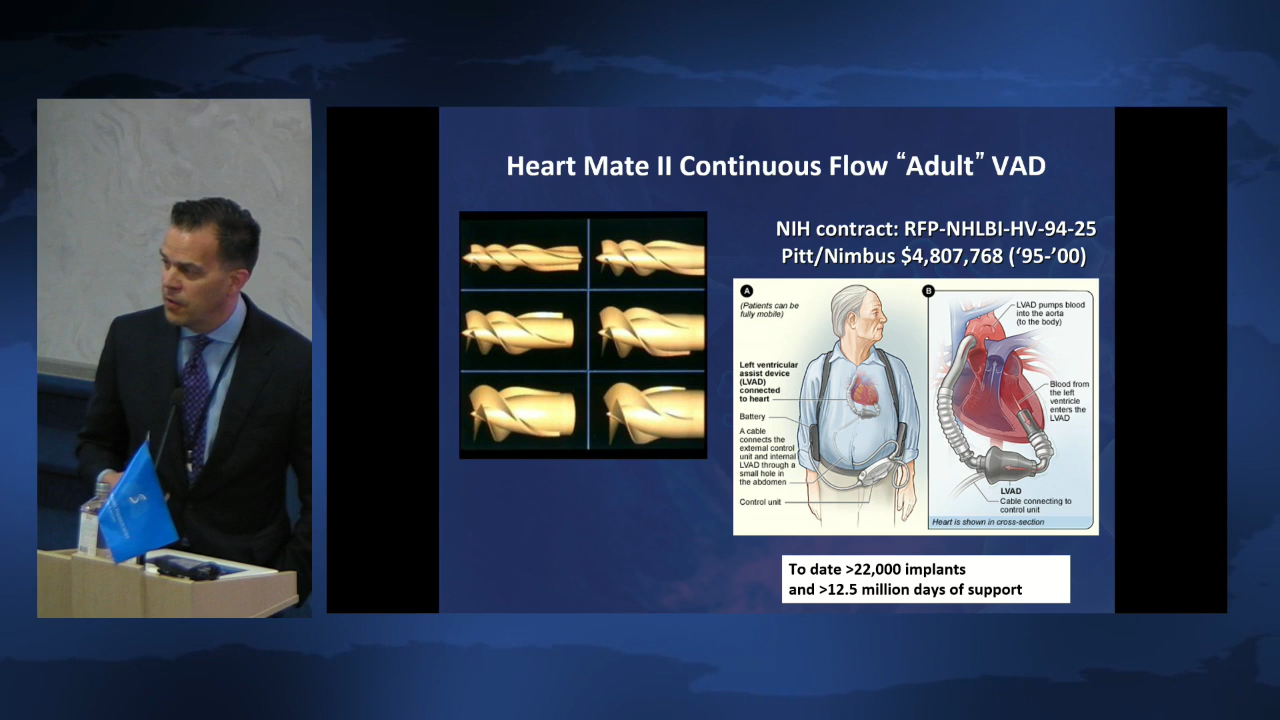 Heart Mate II Continuous Flow “Adult” VAD
NIH contract: RFP-NHLBI-HV-94-25
Pitt/Nimbus $4,807,768 (‘95-’00)
A
(Patients can be
fully mobile)
Left ventricular
assist device
(LVAD)
connected
to heart
Battery
A cable
connects the
external control
unit and internal
LVAD through a
small hole in
the abdomen
Control unit
B
LVAD pumps blood
into the aorta
(to the body)
Blood from
the left
ventricle
enters the
LVAD
LVAD
Cable connecting to
control unit
Heart is shown in cross-section
To date >22,000 implants
and >12.5 million days of support